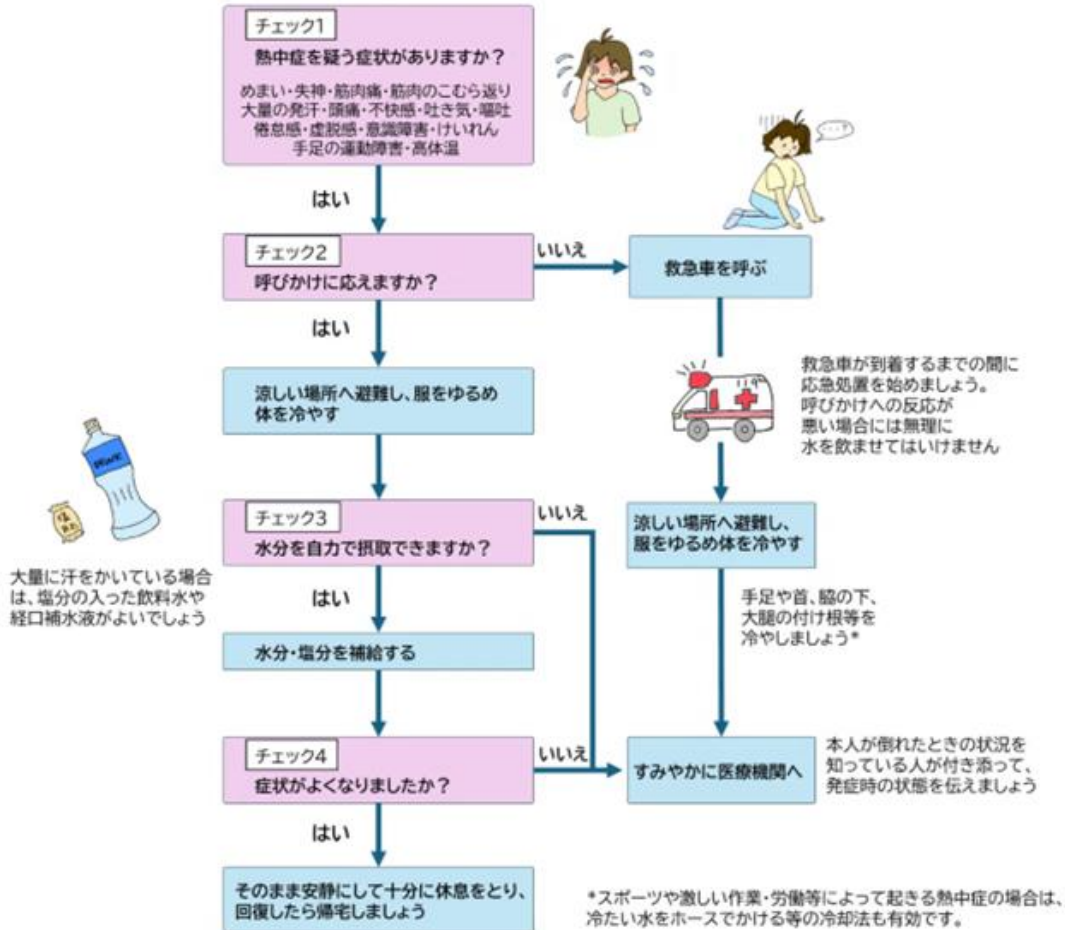 チェック1
熱中症を疑う症状がありますか？
めまい・失神・筋肉痛・筋肉のこむら返り
大量の発汗・頭痛・不快感・吐き気・嘔吐
倦怠感・虚脱感・意識障害・けいれん
手足の運動障害・高体温
はい
チェック2
呼びかけに応えますか？
いいえ
救急車を呼ぶ
はい
涼しい場所へ避難し、服をゆるめ
体を冷やす
119
救急車が到着するまでの間に
応急処置を始めましょう。
呼びかけへの反応が
悪い場合には無理に
水を飲ませてはいけません
チェック3
水分を自力で摂取できますか？
いいえ
涼しい場所へ避難し、
服をゆるめ体を冷やす
大量に汗をかいている場合
は、塩分の入った飲料水や
経口補水液がよいでしょう
はい
手足や首、脇の下、
大腿の付け根等を
冷やしましょう*
水分・塩分を補給する
チェック4
症状がよくなりましたか？
いいえ
すみやかに医療機関へ
本人が倒れたときの状況を
知っている人が付き添って、
発症時の状態を伝えましょう
はい
そのまま安静にして十分に休息をとり、
回復したら帰宅しましょう
*スポーツや激しい作業・労働等によって起きる熱中症の場合は、
冷たい水をホースでかける等の冷却法も有効です。